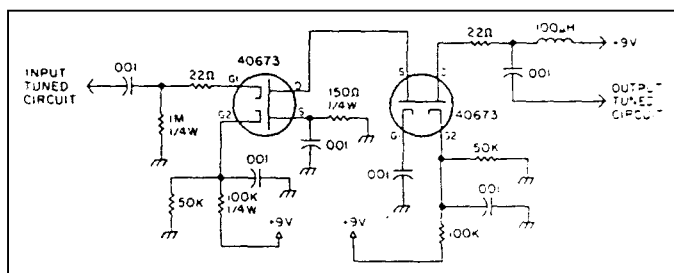 INPUT
TUNED
CIRCUIT
001
22Ω
G1
G2
40673
D
S
150Ω
1/4W
1M
1/4W
001
001
50K
100K
1/4W
+9V
S
40673
G1
G2
22Ω
100µH
+9V
001
OUTPUT
TUNED
CIRCUIT
50K
001
001
+9V
100K